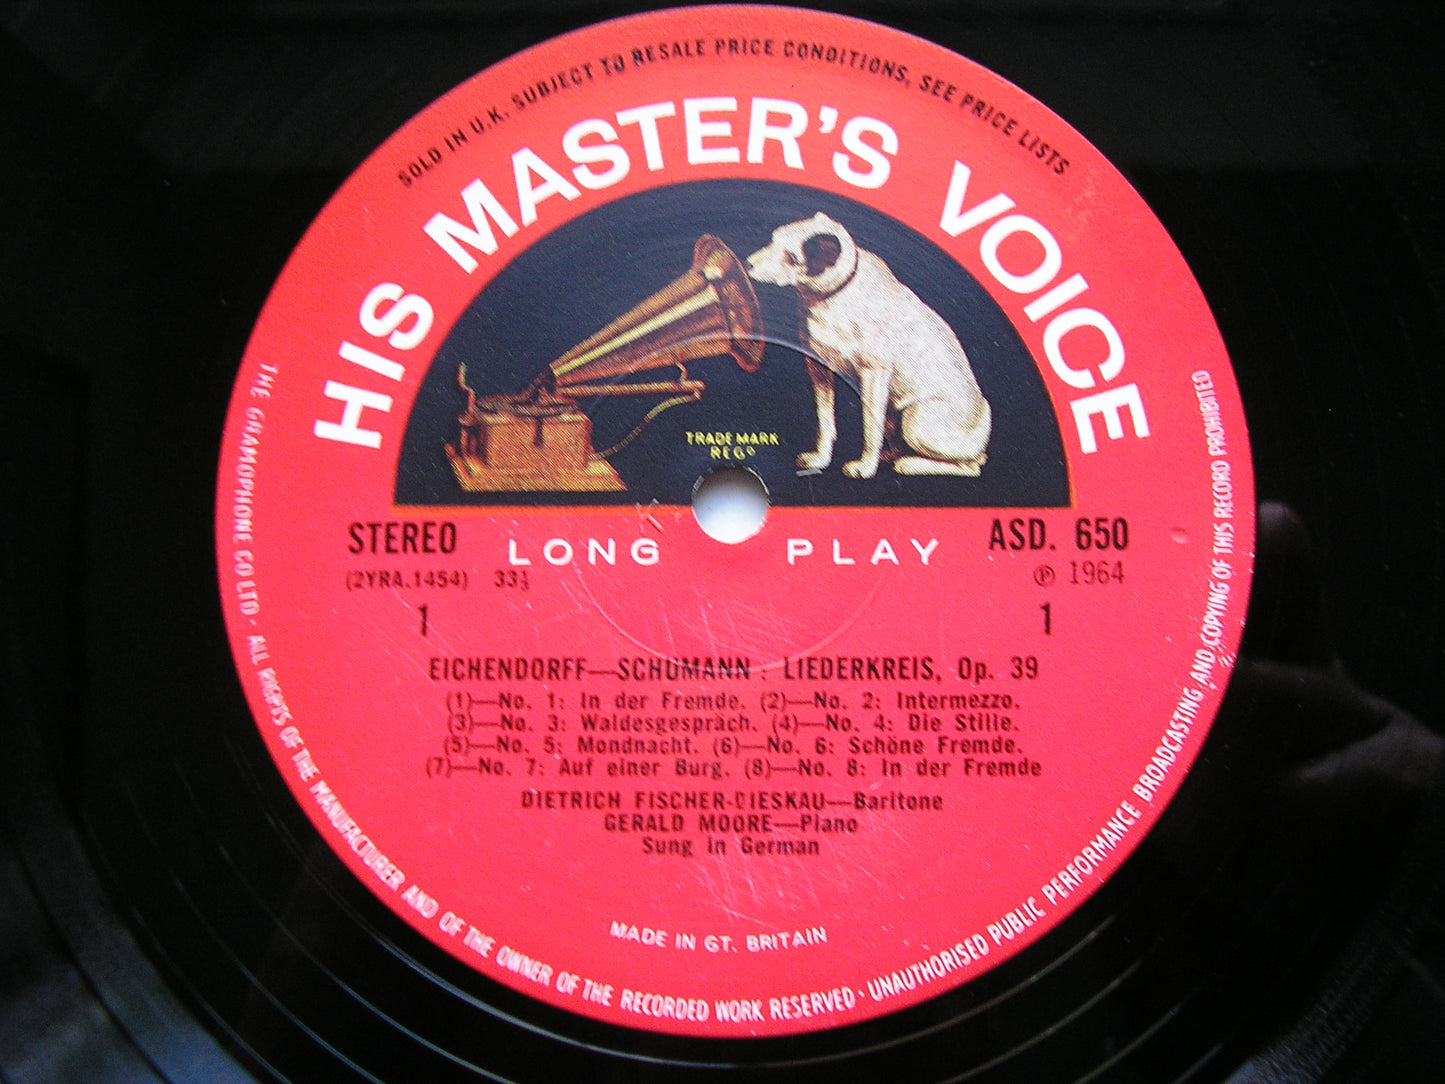 SOLD IN U.K. SUBJECT TO RESALE PRICE CONDITIONS, SEE PRICE LISTS
HIS MASTER'S VOICE
TRADE MARK
REGD
STEREO LONG PLAY ASD. 650
(2YRA.1454) 33⅓ ℗ 1964
1 1
EICHENDORFF—SCHUMANN : LIEDERKREIS, Op. 39
(1)—No. 1: In der Fremde. (2)—No. 2: Intermezzo.
(3)—No. 3: Waldesgespräch. (4)—No. 4: Die Stille.
(5)—No. 5: Mondnacht. (6)—No. 6: Schöne Fremde.
(7)—No. 7: Auf einer Burg. (8)—No. 8: In der Fremde
DIETRICH FISCHER-DIESKAU—Baritone
GERALD MOORE—Piano
Sung in German
MADE IN GT. BRITAIN
THE GRAMOPHONE CO LTD · ALL RIGHTS OF THE MANUFACTURER AND OF THE OWNER OF THE RECORDED WORK RESERVED · UNAUTHORISED PUBLIC PERFORMANCE BROADCASTING AND COPYING OF THIS RECORD PROHIBITED